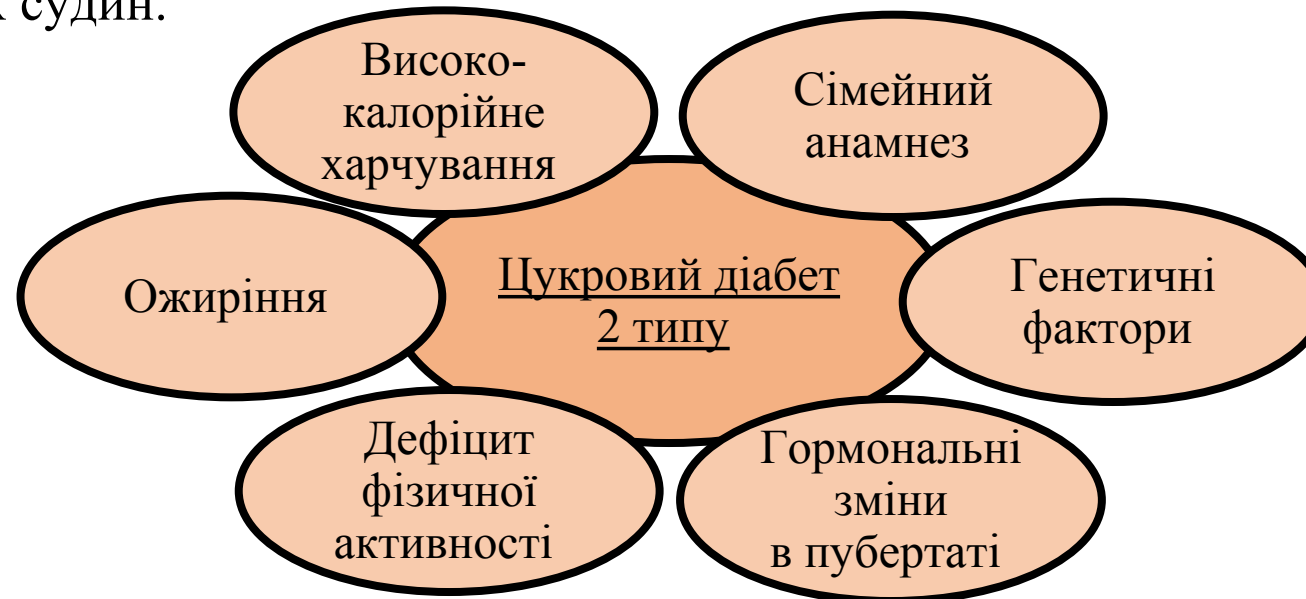 судин.
Високо-
калорійне
харчування
Сімейний
анамнез
Ожиріння
Цукровий діабет
2 типу
Генетичні
фактори
Дефіцит
фізичної
активності
Гормональні
зміни
в пубертаті